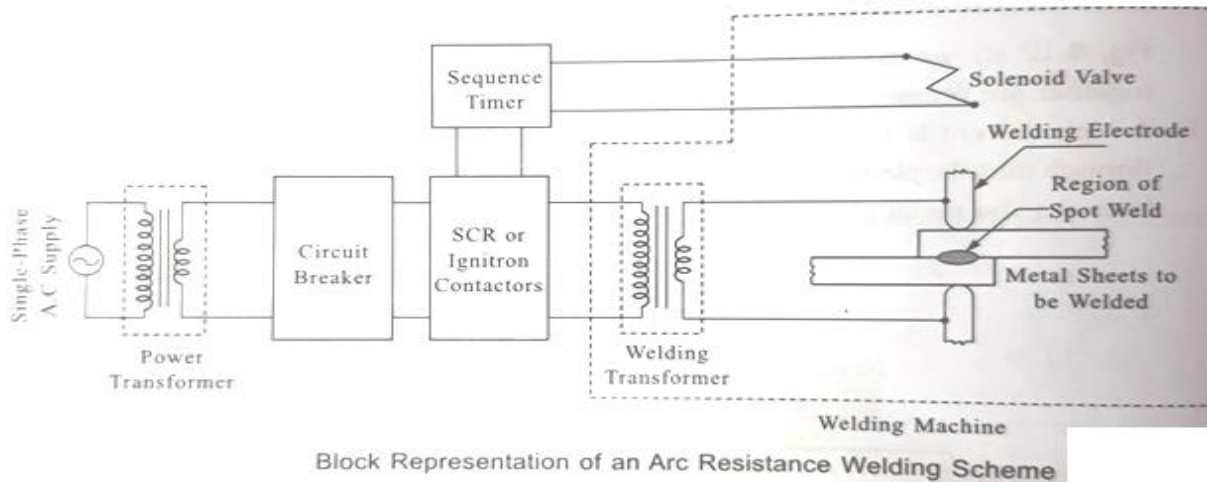 Sequence
Timer
Solenoid Valve
Welding Electrode
Region of
Spot Weld
Single-Phase
A.C Supply
Circuit
Breaker
SCR or
Ignitron
Contactors
Metal Sheets to
be Welded
Power
Transformer
Welding
Transformer
Welding Machine
Block Representation of an Arc Resistance Welding Scheme